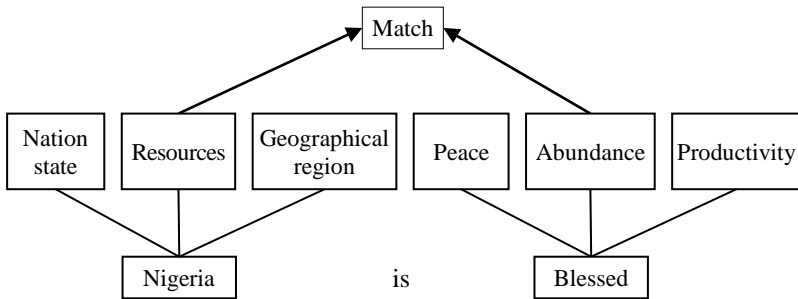 Match
Nation
state
Resources
Geographical
region
Peace
Abundance
Productivity
Nigeria
is
Blessed